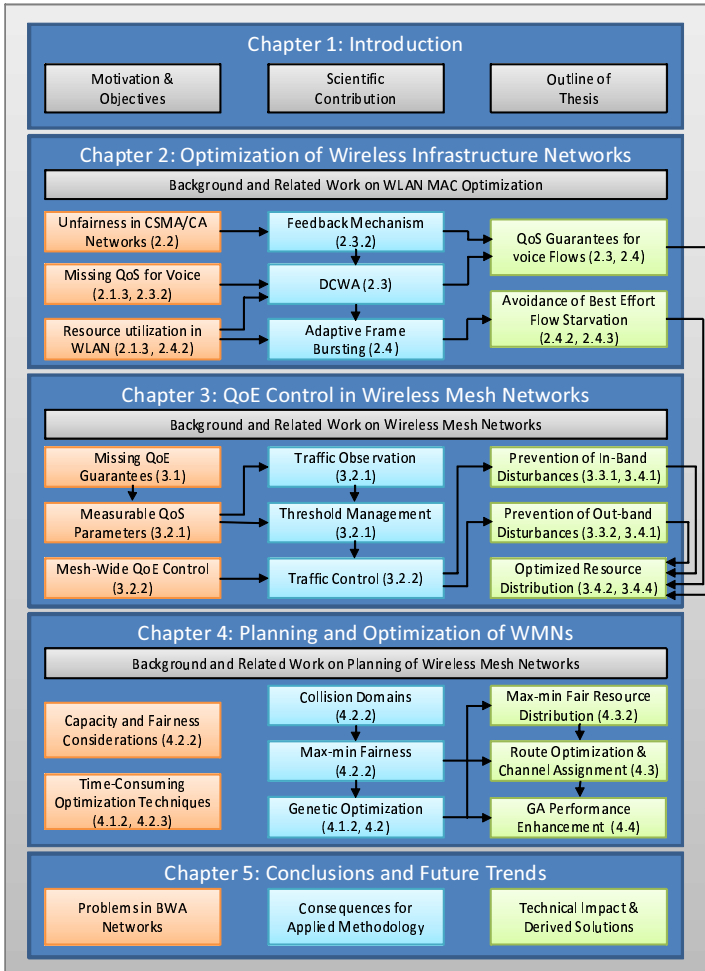 Chapter 1: Introduction
Motivation &
Objectives
Scientific
Contribution
Outline of
Thesis
Chapter 2: Optimization of Wireless Infrastructure Networks
Background and Related Work on WLAN MAC Optimization
Unfairness in CSMA/CA
Networks (2.2)
Missing QoS for Voice
(2.1.3, 2.3.2)
Resource utilization in
WLAN (2.1.3, 2.4.2)
Feedback Mechanism
(2.3.2)
DCWA (2.3)
Adaptive Frame
Bursting (2.4)
QoS Guarantees for
voice Flows (2.3, 2.4)
Avoidance of Best Effort
Flow Starvation
(2.4.2, 2.4.3)
Chapter 3: QoE Control in Wireless Mesh Networks
Background and Related Work on Wireless Mesh Networks
Missing QoE
Guarantees (3.1)
Measurable QoS
Parameters (3.2.1)
Mesh-Wide QoE Control
(3.2.2)
Traffic Observation
(3.2.1)
Threshold Management
(3.2.1)
Traffic Control (3.2.2)
Prevention of In-Band
Disturbances (3.3.1, 3.4.1)
Prevention of Out-band
Disturbances (3.3.2, 3.4.1)
Optimized Resource
Distribution (3.4.2, 3.4.4)
Chapter 4: Planning and Optimization of WMNs
Background and Related Work on Planning of Wireless Mesh Networks
Capacity and Fairness
Considerations (4.2.2)
Time-Consuming
Optimization Techniques
(4.1.2, 4.2.3)
Collision Domains
(4.2.2)
Max-min Fairness
(4.2.2)
Genetic Optimization
(4.1.2, 4.2)
Max-min Fair Resource
Distribution (4.3.2)
Route Optimization &
Channel Assignment (4.3)
GA Performance
Enhancement (4.4)
Chapter 5: Conclusions and Future Trends
Problems in BWA
Networks
Consequences for
Applied Methodology
Technical Impact &
Derived Solutions